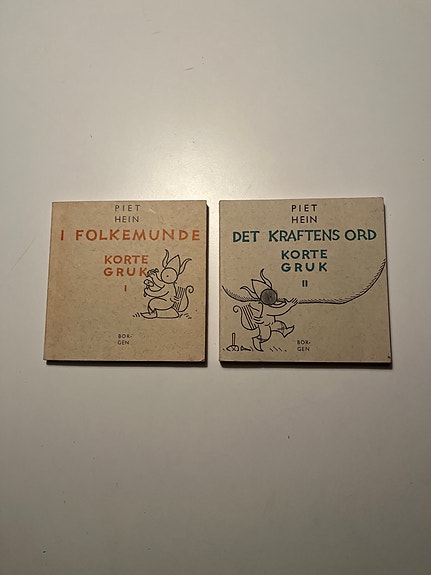 PIET
HEIN
I FOLKEMUNDE
KORTE
GRUK
I
BOR-
GEN
PIET
HEIN
DET KRAFTENS ORD
KORTE
GRUK
II
BOR-
GEN